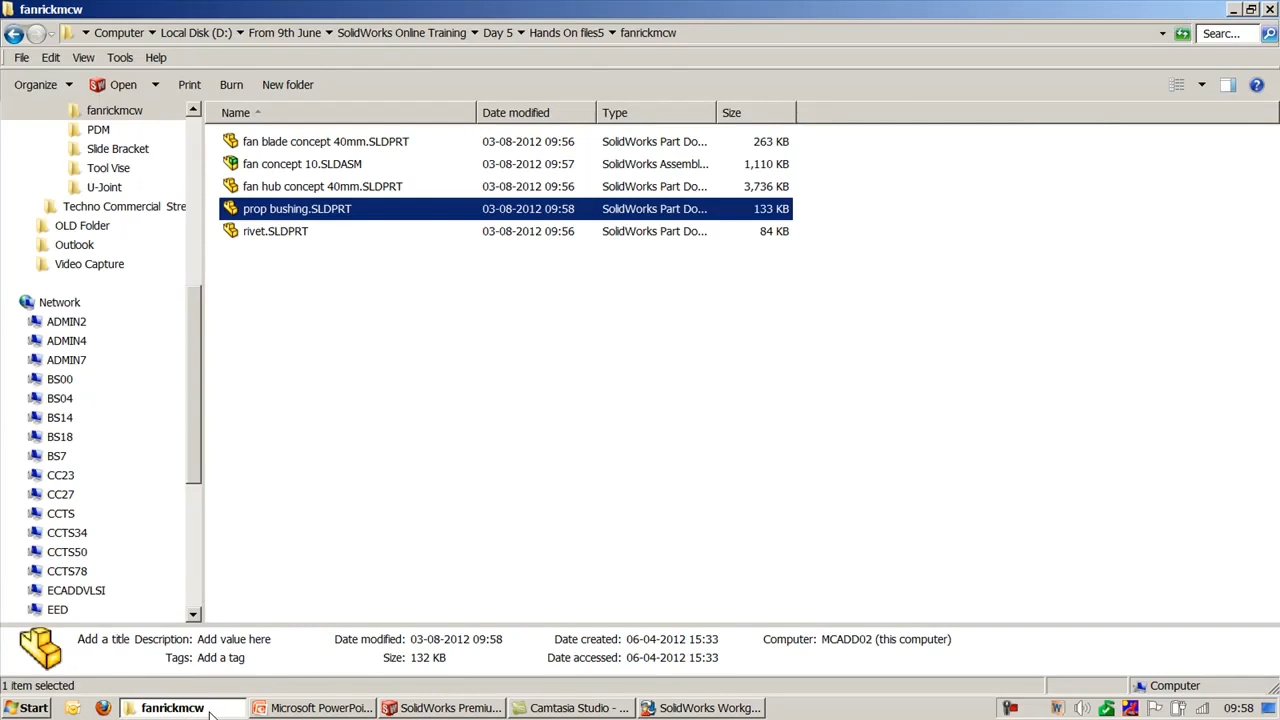 fanrickmcw
Computer Local Disk (D:) From 9th June SolidWorks Online Training Day 5 Hands On files5 fanrickmcw Searc...
File Edit View Tools Help
Organize Open Print Burn New folder
fanrickmcw
PDM
Slide Bracket
Tool Vise
U-Joint
Techno Commercial Stre
OLD Folder
Outlook
Video Capture
Network
ADMIN2
ADMIN4
ADMIN7
BS00
BS04
BS14
BS18
BS7
CC23
CC27
CCTS
CCTS34
CCTS50
CCTS78
ECADDVLSI
EED
Name Date modified Type Size
fan blade concept 40mm.SLDPRT 03-08-2012 09:56 SolidWorks Part Do... 263 KB
fan concept 10.SLDASM 03-08-2012 09:57 SolidWorks Assembl... 1,110 KB
fan hub concept 40mm.SLDPRT 03-08-2012 09:56 SolidWorks Part Do... 3,736 KB
prop bushing.SLDPRT 03-08-2012 09:58 SolidWorks Part Do... 133 KB
rivet.SLDPRT 03-08-2012 09:56 SolidWorks Part Do... 84 KB
Add a title Description: Add value here Date modified: 03-08-2012 09:58 Date created: 06-04-2012 15:33 Computer: MCADD02 (this computer)
Tags: Add a tag Size: 132 KB Date accessed: 06-04-2012 15:33
1 item selected Computer
Start fanrickmcw Microsoft PowerPoi... SolidWorks Premiu... Camtasia Studio - ... SolidWorks Workg... 09:58